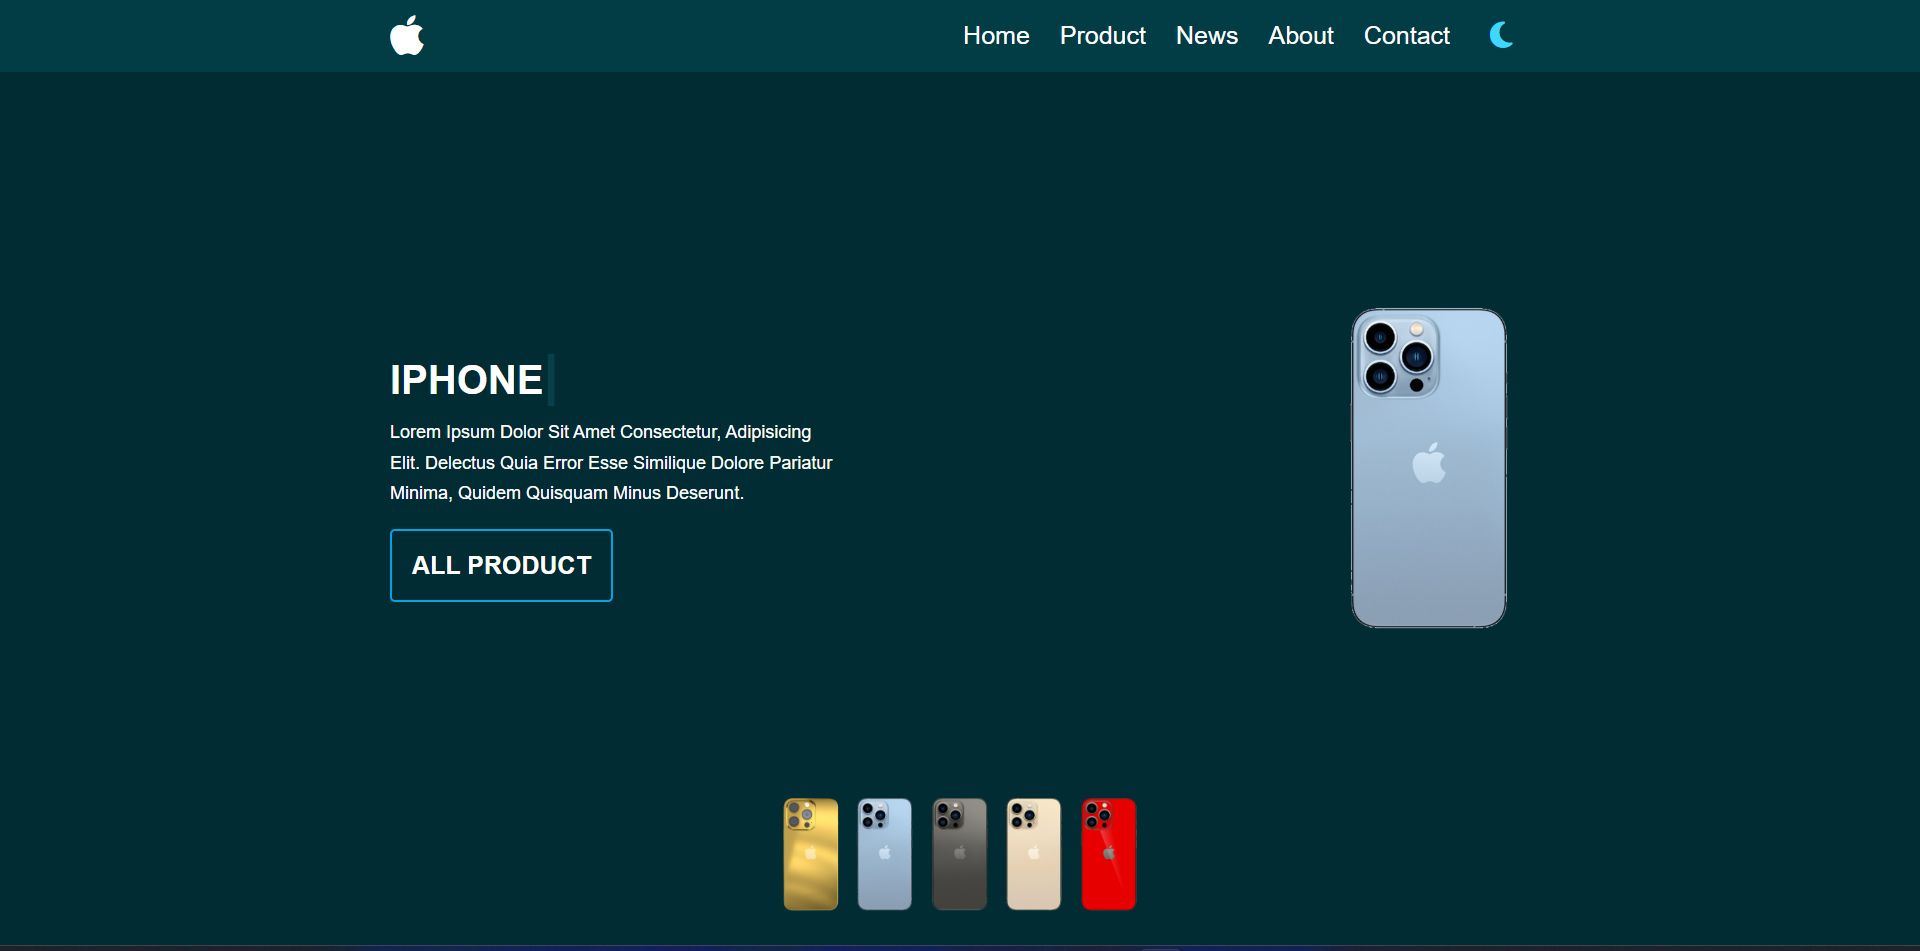 Home Product News About Contact
IPHONE
Lorem Ipsum Dolor Sit Amet Consectetur, Adipisicing
Elit. Delectus Quia Error Esse Similique Dolore Pariatur
Minima, Quidem Quisquam Minus Deserunt.
ALL PRODUCT